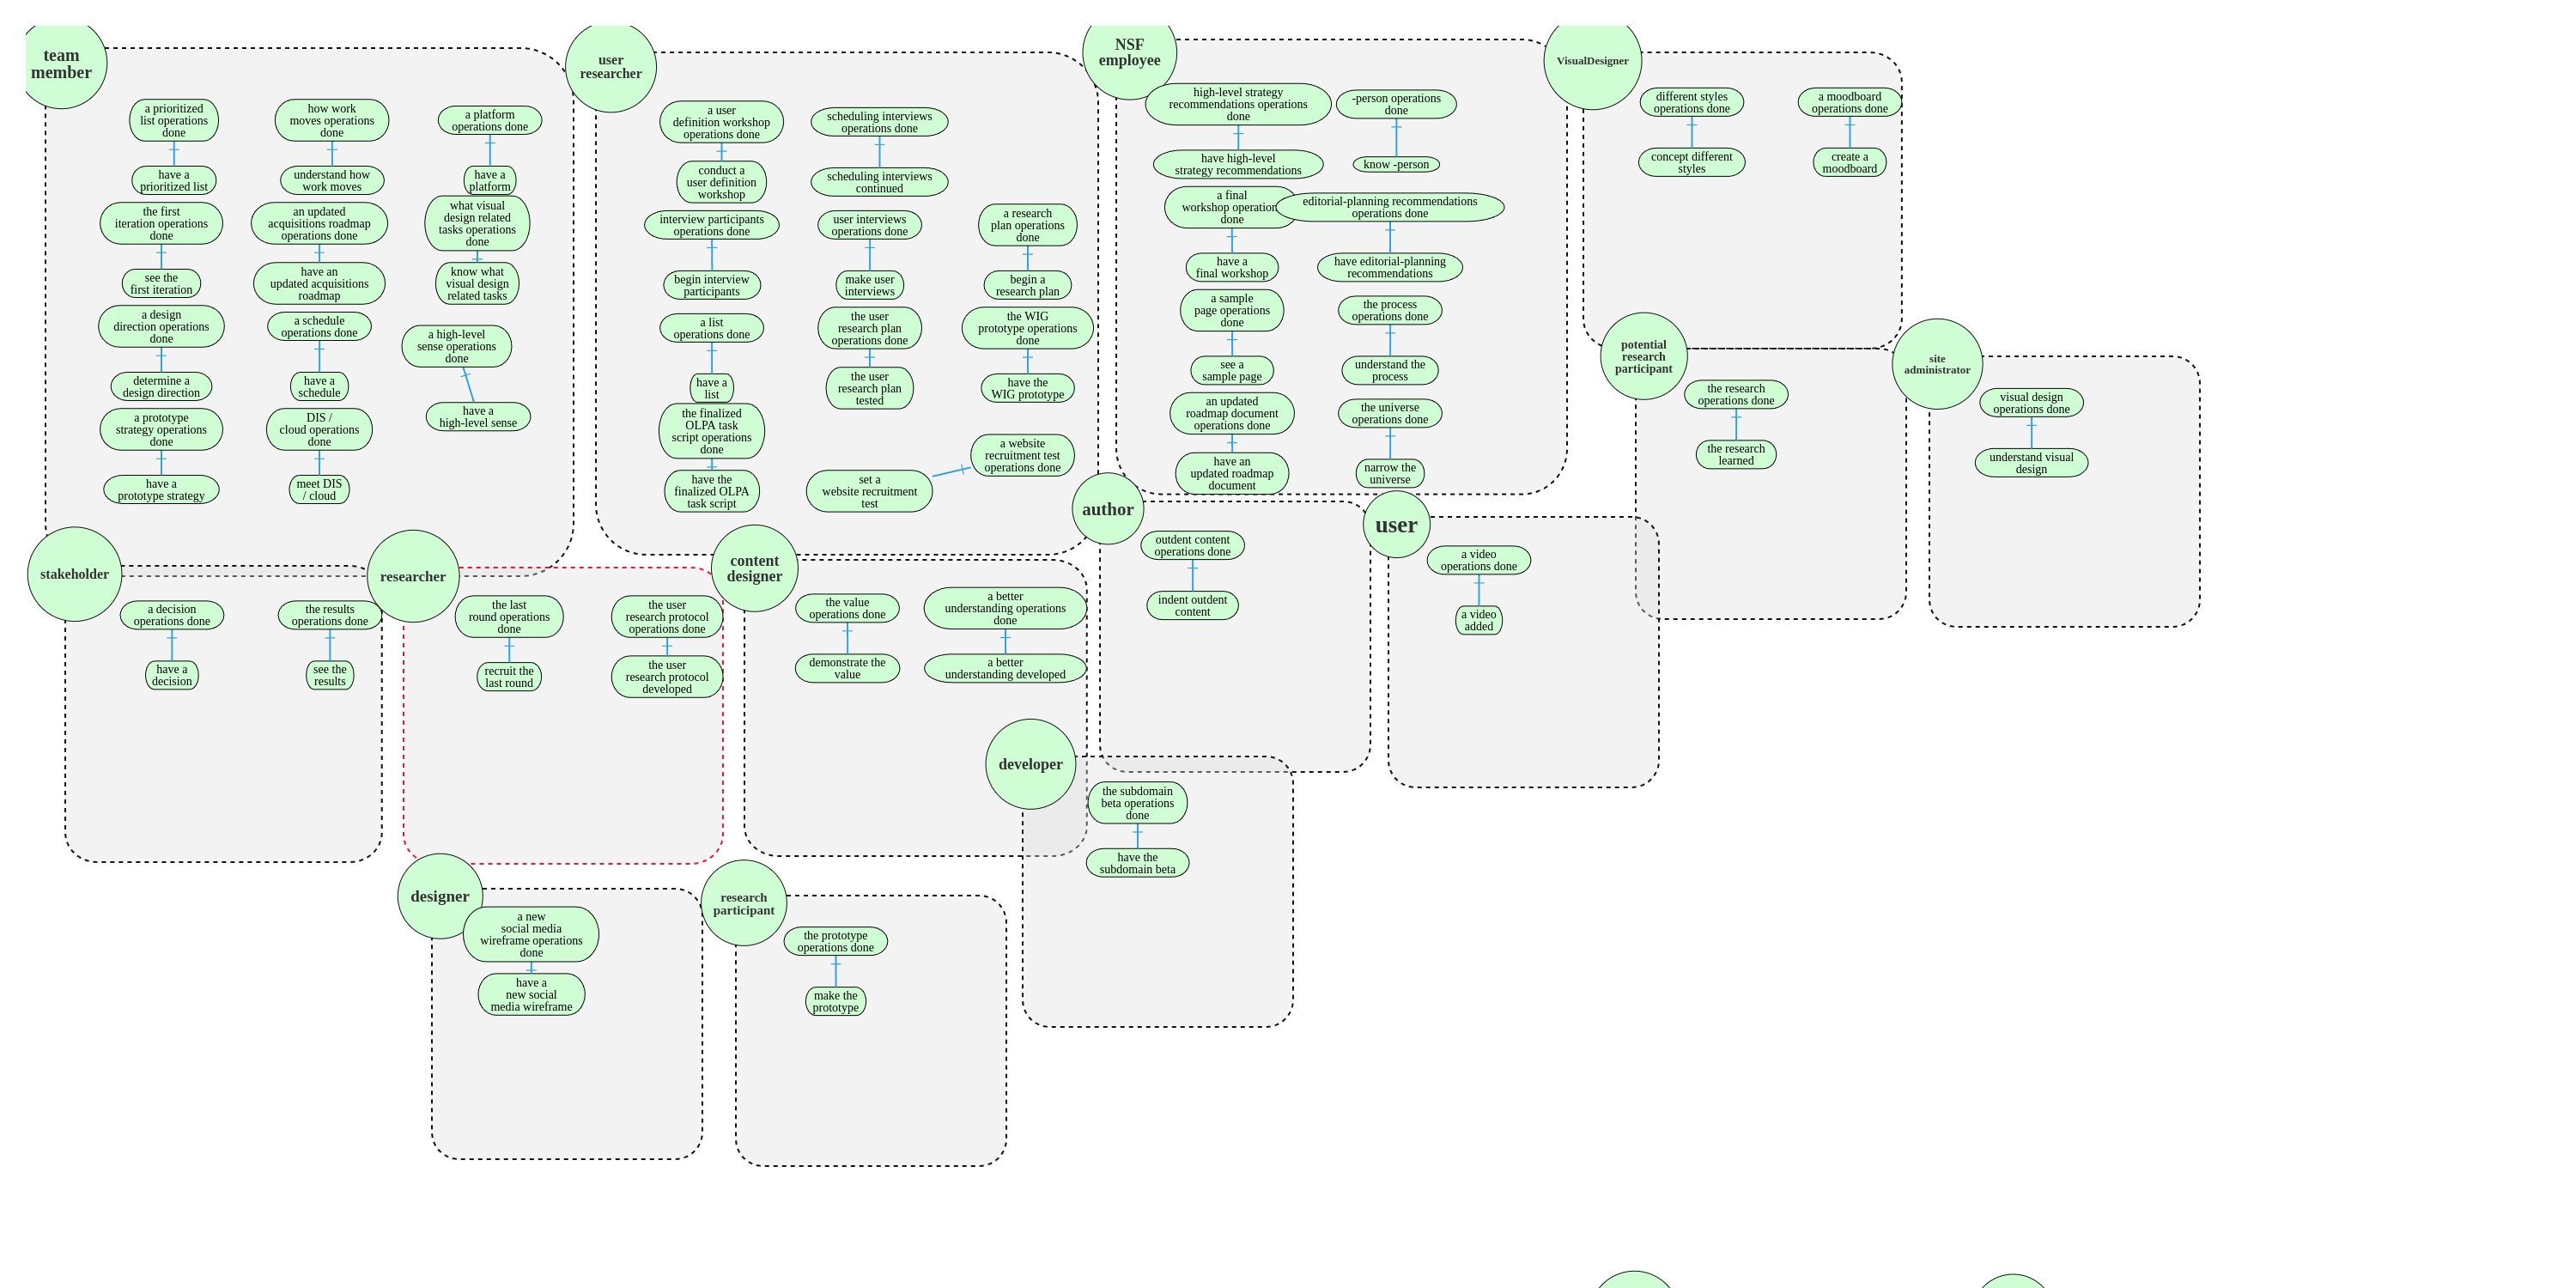 team
member
a prioritized
list operations
done
have a
prioritized list
how work
moves operations
done
understand how
work moves
a platform
operations done
have a
platform
the first
iteration operations
done
see the
first iteration
an updated
acquisitions roadmap
operations done
have an
updated acquisitions
roadmap
what visual
design related
tasks operations
done
know what
visual design
related tasks
a design
direction operations
done
determine a
design direction
a schedule
operations done
have a
schedule
a high-level
sense operations
done
have a
high-level sense
a prototype
strategy operations
done
have a
prototype strategy
DIS /
cloud operations
done
meet DIS
/ cloud
user
researcher
a user
definition workshop
operations done
conduct a
user definition
workshop
scheduling interviews
operations done
scheduling interviews
continued
interview participants
operations done
begin interview
participants
user interviews
operations done
make user
interviews
a research
plan operations
done
begin a
research plan
a list
operations done
have a
list
the user
research plan
operations done
the user
research plan
tested
the WIG
prototype operations
done
have the
WIG prototype
the finalized
OLPA task
script operations
done
have the
finalized OLPA
task script
a website
recruitment test
operations done
set a
website recruitment
test
NSF
employee
high-level strategy
recommendations operations
done
have high-level
strategy recommendations
-person operations
done
know -person
a final
workshop operation
done
have a
final workshop
editorial-planning recommendations
operations done
have editorial-planning
recommendations
a sample
page operations
done
see a
sample page
the process
operations done
understand the
process
an updated
roadmap document
operations done
have an
updated roadmap
document
the universe
operations done
narrow the
universe
VisualDesigner
different styles
operations done
concept different
styles
a moodboard
operations done
create a
moodboard
potential
research
participant
the research
operations done
the research
learned
site
administrator
visual design
operations done
understand visual
design
stakeholder
a decision
operations done
have a
decision
the results
operations done
see the
results
researcher
the last
round operations
done
recruit the
last round
the user
research protocol
operations done
the user
research protocol
developed
content
designer
the value
operations done
demonstrate the
value
a better
understanding operations
done
a better
understanding developed
author
outdent content
operations done
indent outdent
content
user
a video
operations done
a video
added
developer
the subdomain
beta operations
done
have the
subdomain beta
designer
a new
social media
wireframe operations
done
have a
new social
media wireframe
research
participant
the prototype
operations done
make the
prototype